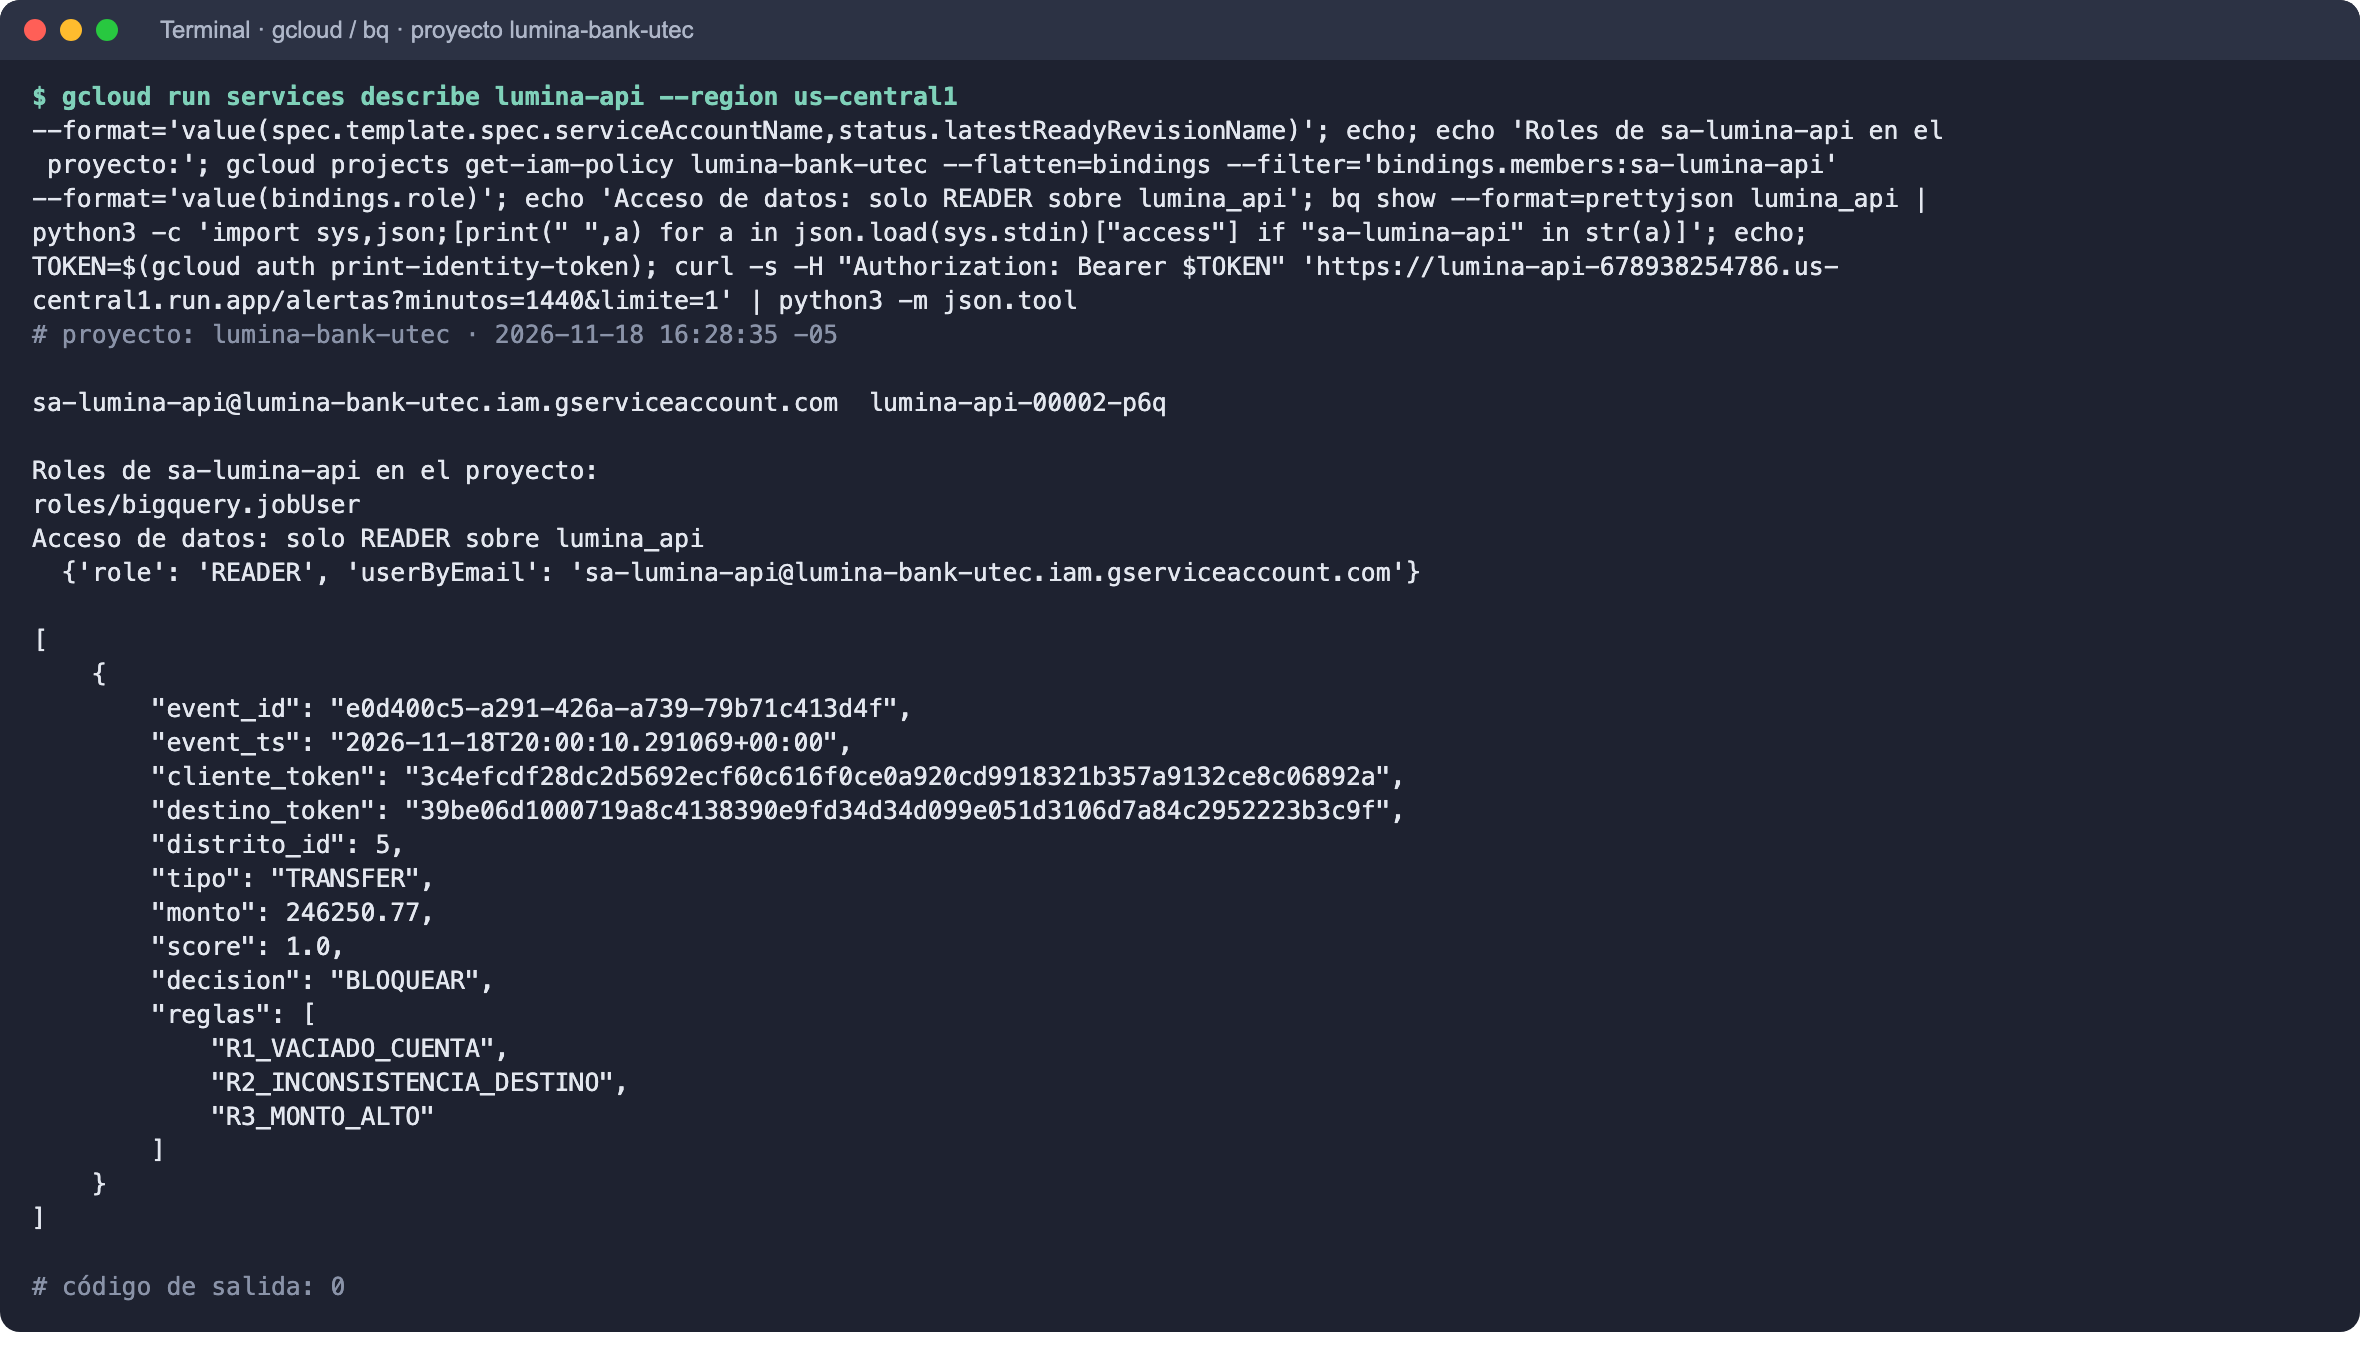 Terminal · gcloud / bq · proyecto lumina-bank-utec
$ gcloud run services describe lumina-api --region us-central1
--format='value(spec.template.spec.serviceAccountName,status.latestReadyRevisionName)'; echo; echo 'Roles de sa-lumina-api en el
proyecto:'; gcloud projects get-iam-policy lumina-bank-utec --flatten=bindings --filter='bindings.members:sa-lumina-api'
--format='value(bindings.role)'; echo 'Acceso de datos: solo READER sobre lumina_api'; bq show --format=prettyjson lumina_api |
python3 -c 'import sys,json;[print(" ",a) for a in json.load(sys.stdin)["access"] if "sa-lumina-api" in str(a)]'; echo;
TOKEN=$(gcloud auth print-identity-token); curl -s -H "Authorization: Bearer $TOKEN" 'https://lumina-api-678938254786.us-
central1.run.app/alertas?minutos=1440&limite=1' | python3 -m json.tool
# proyecto: lumina-bank-utec · 2026-11-18 16:28:35 -05
sa-lumina-api@lumina-bank-utec.iam.gserviceaccount.com  lumina-api-00002-p6q
Roles de sa-lumina-api en el proyecto:
roles/bigquery.jobUser
Acceso de datos: solo READER sobre lumina_api
{'role': 'READER', 'userByEmail': 'sa-lumina-api@lumina-bank-utec.iam.gserviceaccount.com'}
[
{
"event_id": "e0d400c5-a291-426a-a739-79b71c413d4f",
"event_ts": "2026-11-18T20:00:10.291069+00:00",
"cliente_token": "3c4efcdf28dc2d5692ecf60c616f0ce0a920cd9918321b357a9132ce8c06892a",
"destino_token": "39be06d1000719a8c4138390e9fd34d34d099e051d3106d7a84c2952223b3c9f",
"distrito_id": 5,
"tipo": "TRANSFER",
"monto": 246250.77,
"score": 1.0,
"decision": "BLOQUEAR",
"reglas": [
"R1_VACIADO_CUENTA",
"R2_INCONSISTENCIA_DESTINO",
"R3_MONTO_ALTO"
]
}
]
# código de salida: 0